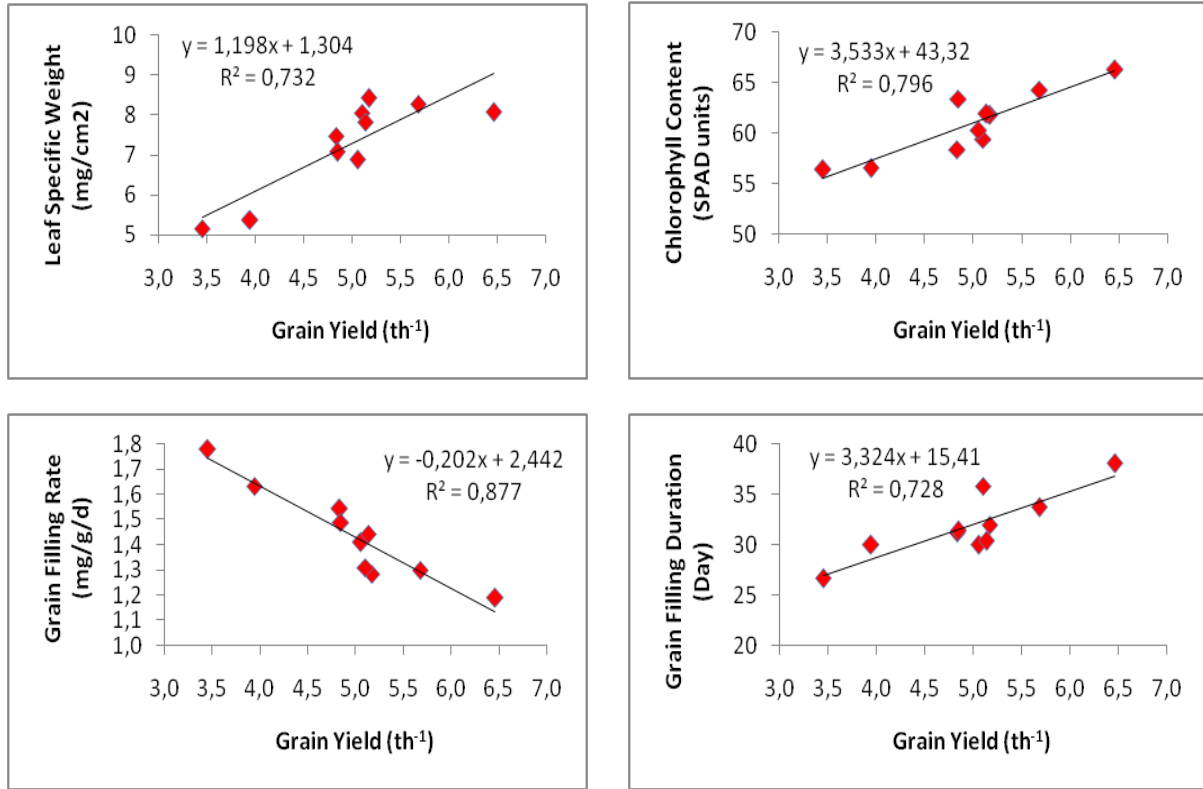 Leaf Specific Weight
(mg/cm2)
10
9
8
7
6
5
y = 1,198x + 1,304
R² = 0,732
3,0 3,5 4,0 4,5 5,0 5,5 6,0 6,5 7,0
Grain Yield (th⁻¹)
Chlorophyll Content
(SPAD units)
70
65
60
55
50
y = 3,533x + 43,32
R² = 0,796
3,0 3,5 4,0 4,5 5,0 5,5 6,0 6,5 7,0
Grain Yield (th⁻¹)
Grain Filling Rate
(mg/g/d)
1,8
1,7
1,6
1,5
1,4
1,3
1,2
1,1
1,0
y = -0,202x + 2,442
R² = 0,877
3,0 3,5 4,0 4,5 5,0 5,5 6,0 6,5 7,0
Grain Yield (th⁻¹)
Grain Filling Duration
(Day)
40
35
30
25
20
y = 3,324x + 15,41
R² = 0,728
3,0 3,5 4,0 4,5 5,0 5,5 6,0 6,5 7,0
Grain Yield (th⁻¹)